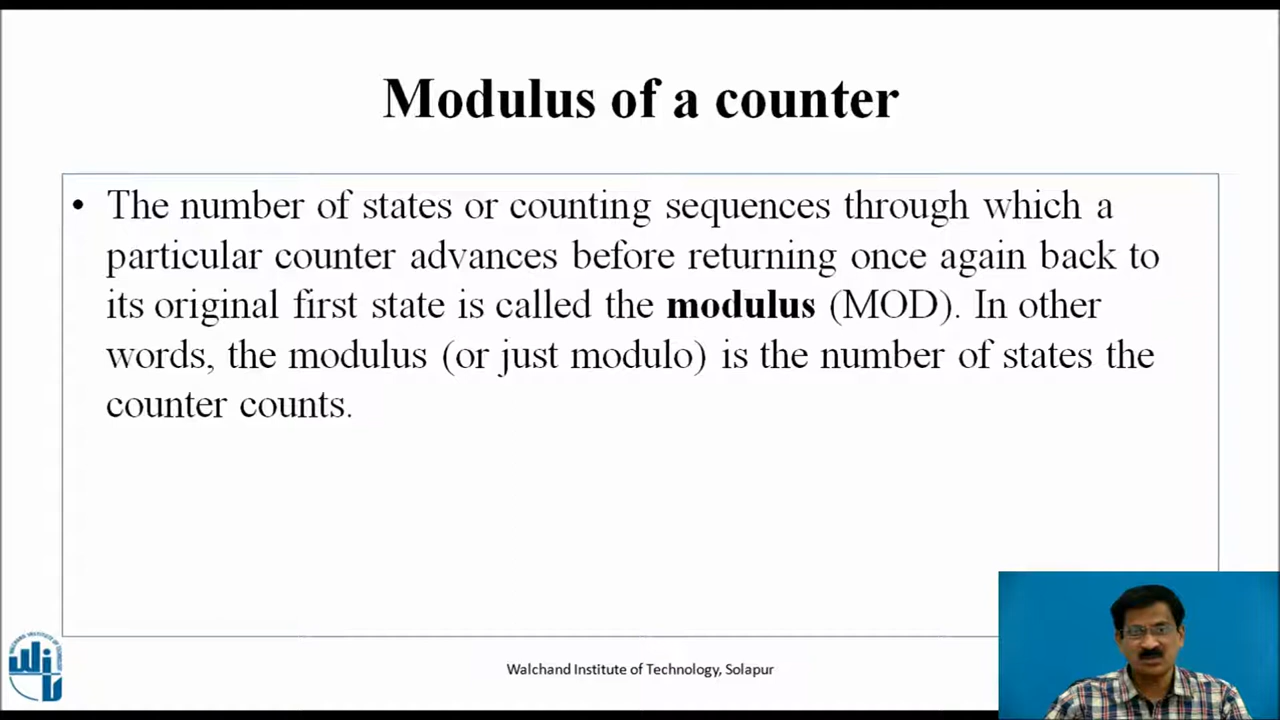 Modulus of a counter
• The number of states or counting sequences through which a
particular counter advances before returning once again back to
its original first state is called the modulus (MOD). In other
words, the modulus (or just modulo) is the number of states the
counter counts.
Walchand Institute of Technology, Solapur